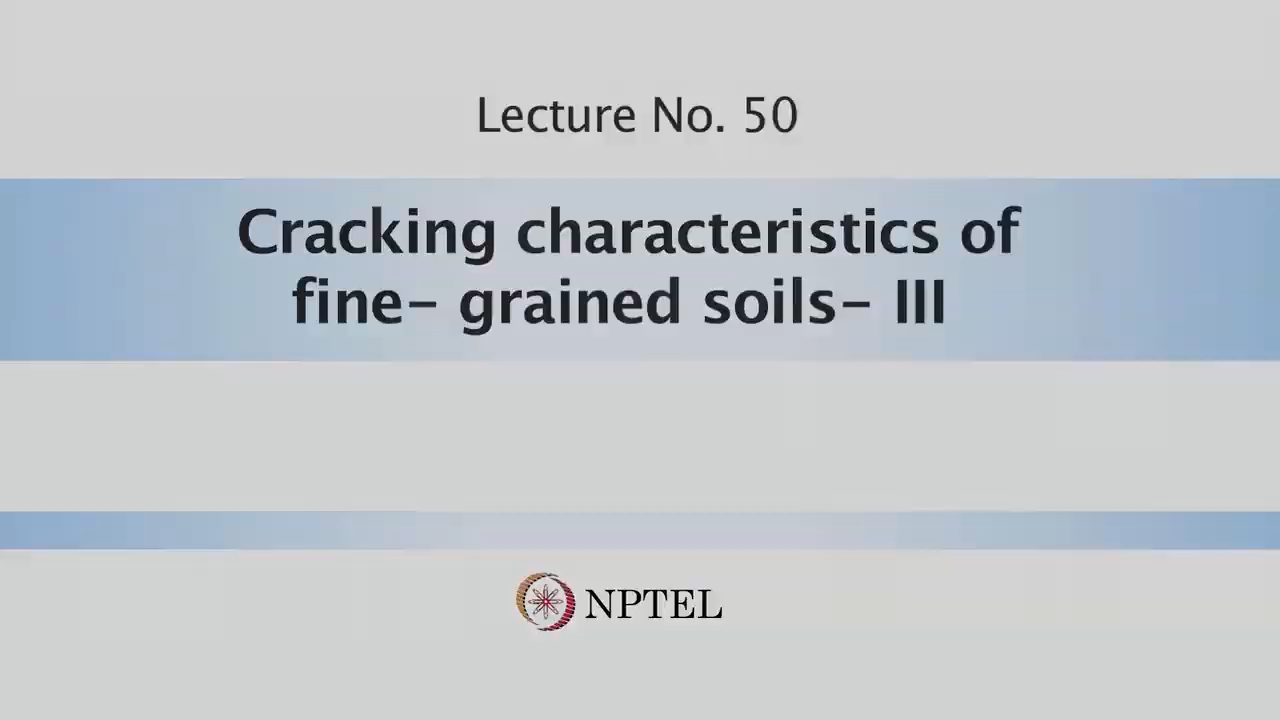 Lecture No. 50
Cracking characteristics of
fine- grained soils- III
NPTEL